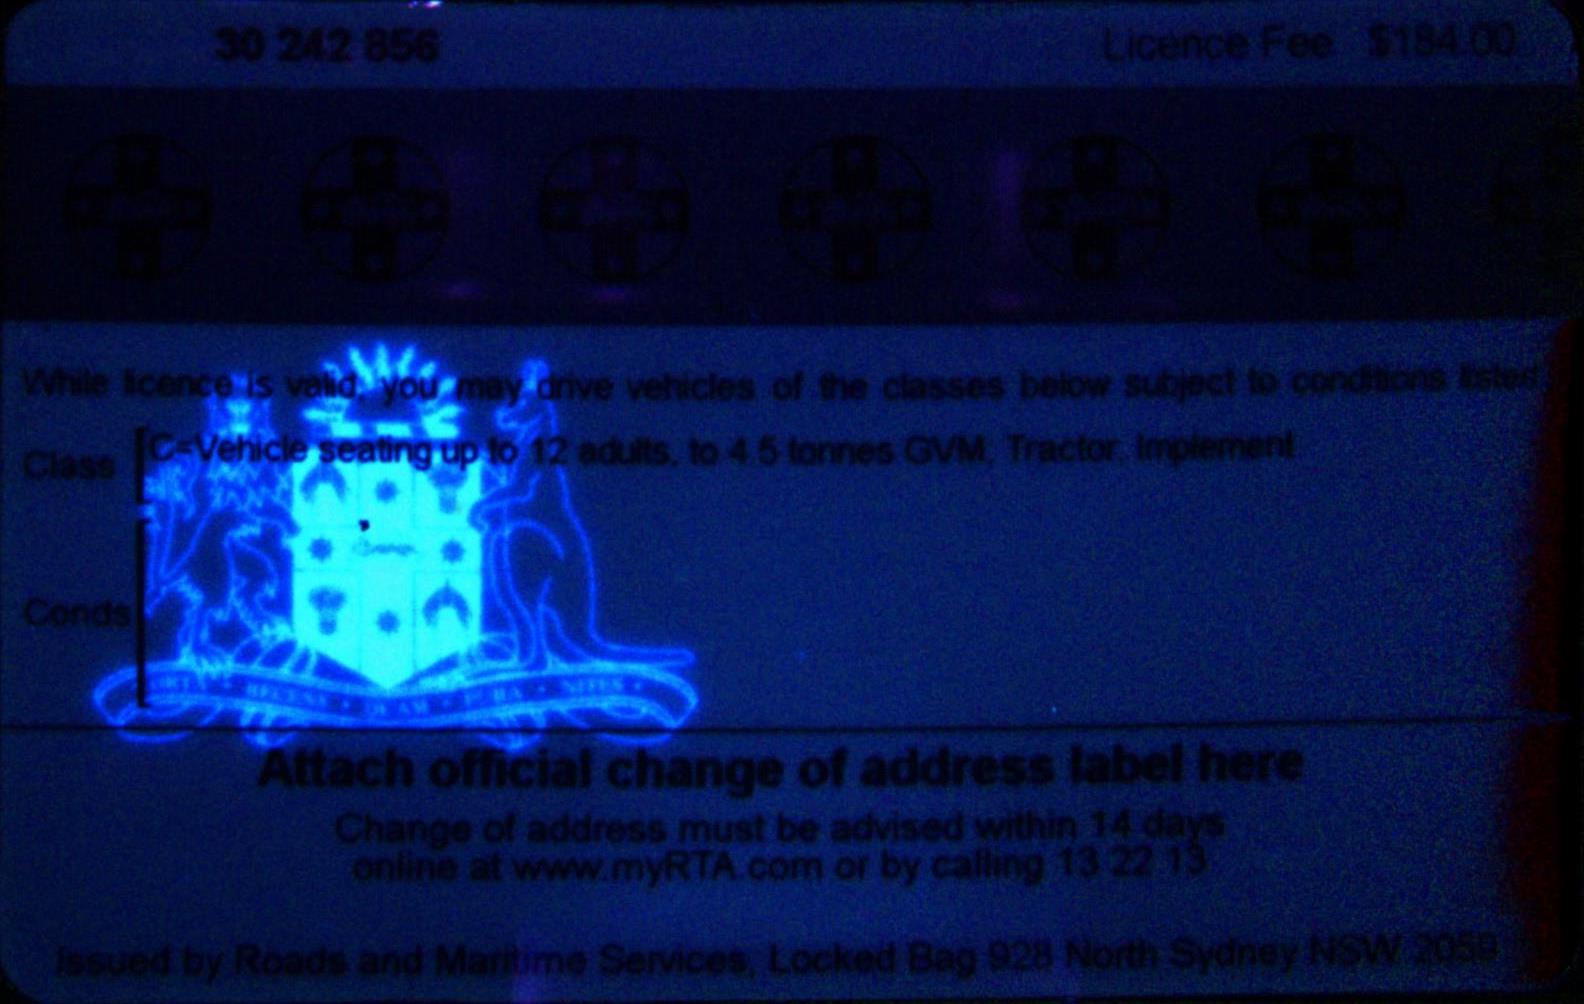 30 242 856 Licence Fee $184.00
While licence is valid, you may drive vehicles of the classes below subject to conditions listed
Class C=Vehicle seating up to 12 adults, to 4.5 tonnes GVM, Tractor, Implement
Conds
RECENS • QUAM • PURA • NITES •
Attach official change of address label here
Change of address must be advised within 14 days
online at www.myRTA.com or by calling 13 22 13
Issued by Roads and Maritime Services, Locked Bag 928 North Sydney NSW 2059